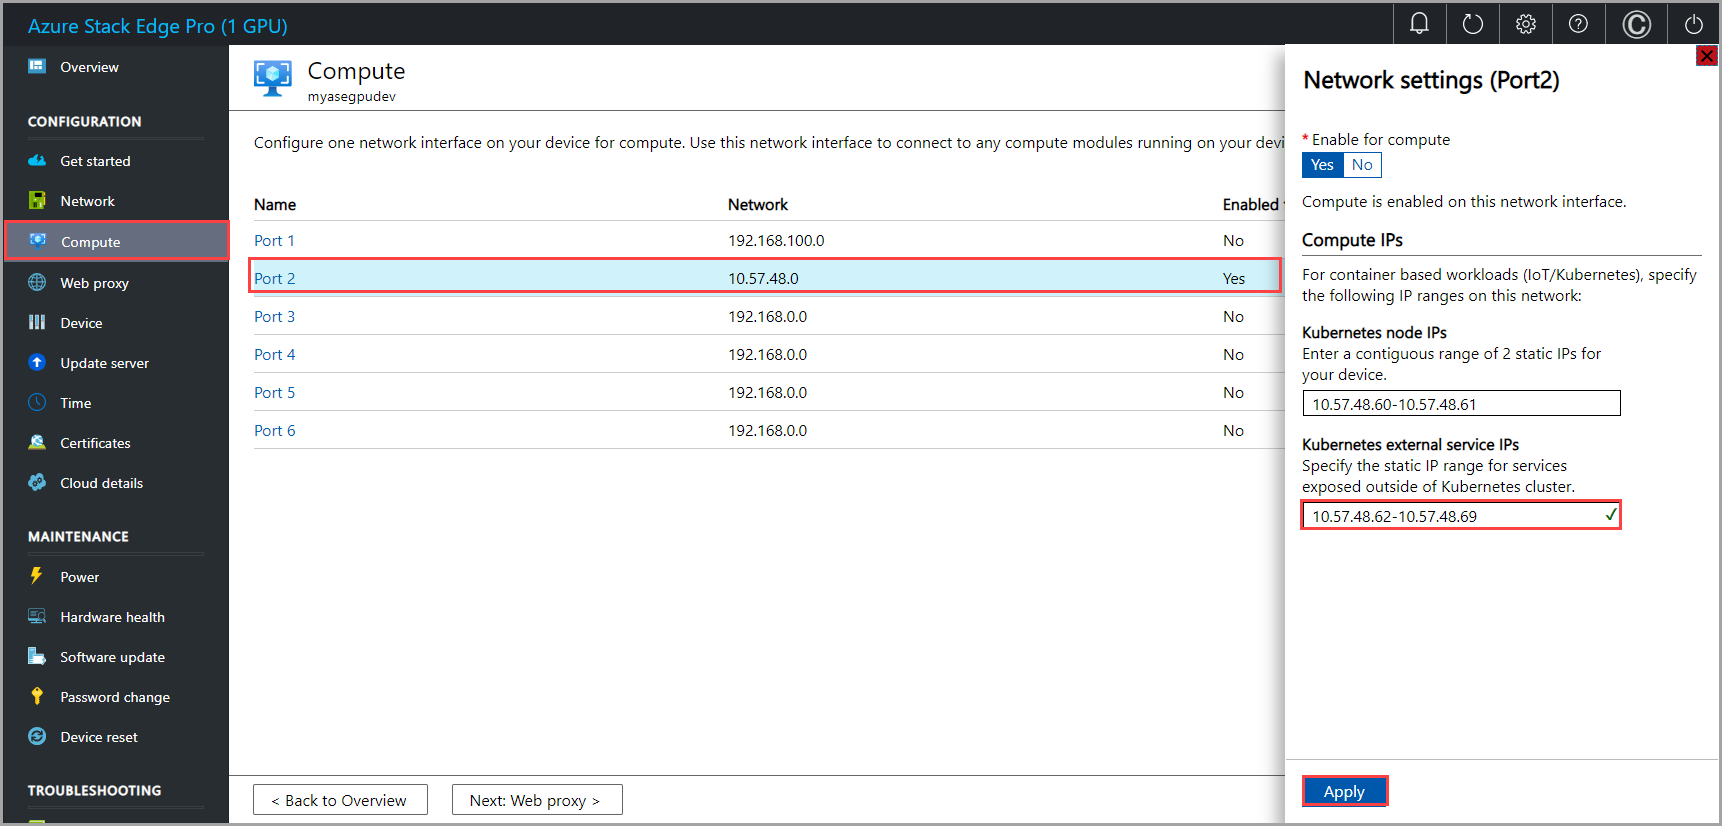 Azure Stack Edge Pro (1 GPU)
Overview
CONFIGURATION
Get started
Network
Compute
Web proxy
Device
Update server
Time
Certificates
Cloud details
MAINTENANCE
Power
Hardware health
Software update
Password change
Device reset
TROUBLESHOOTING
Compute
myasegpudev
Configure one network interface on your device for compute. Use this network interface to connect to any compute modules running on your devi
Name Network Enabled
Port 1 192.168.100.0 No
Port 2 10.57.48.0 Yes
Port 3 192.168.0.0 No
Port 4 192.168.0.0 No
Port 5 192.168.0.0 No
Port 6 192.168.0.0 No
< Back to Overview
Next: Web proxy >
Network settings (Port2)
* Enable for compute
Yes No
Compute is enabled on this network interface.
Compute IPs
For container based workloads (IoT/Kubernetes), specify
the following IP ranges on this network:
Kubernetes node IPs
Enter a contiguous range of 2 static IPs for
your device.
10.57.48.60-10.57.48.61
Kubernetes external service IPs
Specify the static IP range for services
exposed outside of Kubernetes cluster.
10.57.48.62-10.57.48.69
Apply